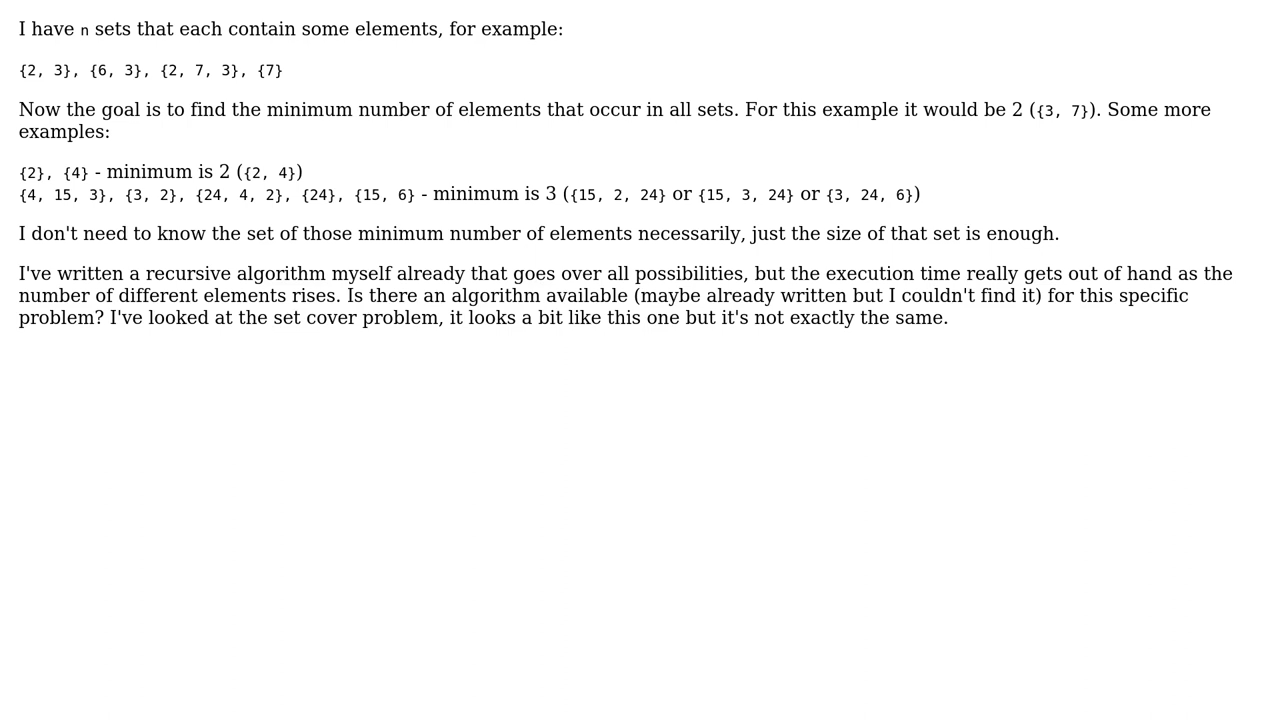 I have n sets that each contain some elements, for example:
{2, 3}, {6, 3}, {2, 7, 3}, {7}
Now the goal is to find the minimum number of elements that occur in all sets. For this example it would be 2 ({3, 7}). Some more
examples:
{2}, {4} - minimum is 2 ({2, 4})
{4, 15, 3}, {3, 2}, {24, 4, 2}, {24}, {15, 6} - minimum is 3 ({15, 2, 24} or {15, 3, 24} or {3, 24, 6})
I don't need to know the set of those minimum number of elements necessarily, just the size of that set is enough.
I've written a recursive algorithm myself already that goes over all possibilities, but the execution time really gets out of hand as the
number of different elements rises. Is there an algorithm available (maybe already written but I couldn't find it) for this specific
problem? I've looked at the set cover problem, it looks a bit like this one but it's not exactly the same.